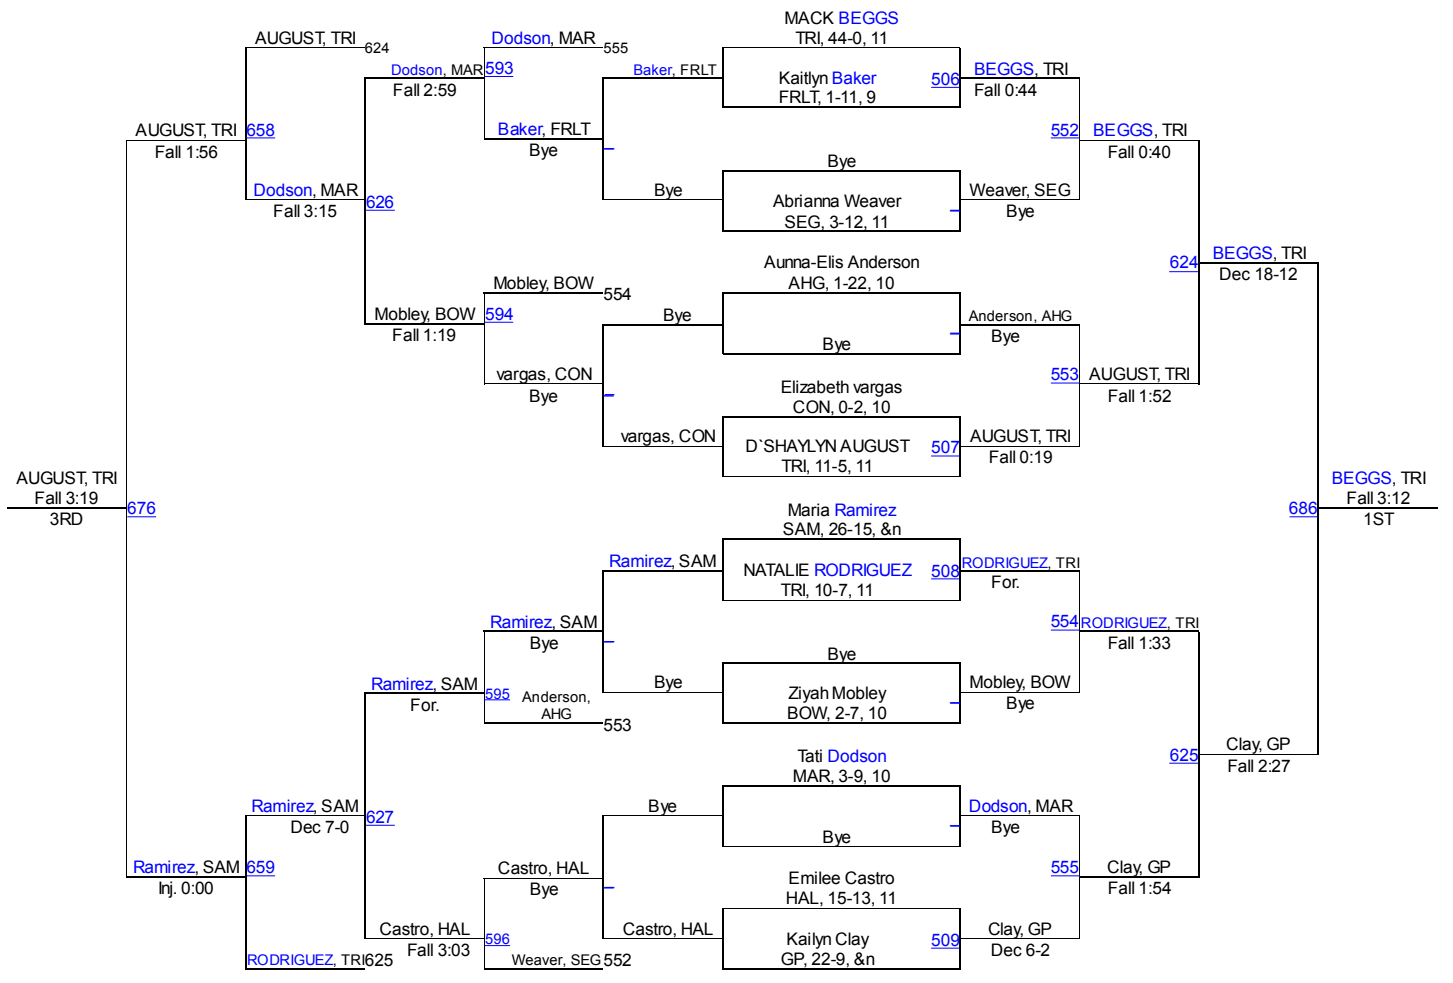 MACK BEGGS
AUGUST, TRI
624
Dodson, MAR
555
TRI, 44-0, 11
Dodson, MAR
593
Baker, FRLT
Kaitlyn Baker
506
BEGGS, TRI
Fall 2:59
FRLT, 1-11, 9
Fall 0:44
AUGUST, TRI
658
Baker, FRLT
552
BEGGS, TRI
Fall 1:56
Bye
Fall 0:40
Bye
Dodson, MAR
Bye
Abrianna Weaver
Weaver, SEG
Fall 3:15
626
SEG, 3-12, 11
Bye
Aunna-Elis Anderson
624
BEGGS, TRI
Mobley, BOW
554
AHG, 1-22, 10
Dec 18-12
Mobley, BOW
594
Bye
Anderson, AHG
Fall 1:19
Bye
Bye
vargas, CON
Elizabeth vargas
553
AUGUST, TRI
Bye
CON, 0-2, 10
Fall 1:52
vargas, CON
D`SHAYLYN AUGUST
507
AUGUST, TRI
TRI, 11-5, 11
Fall 0:19
AUGUST, TRI
BEGGS, TRI
Fall 3:19
676
Maria Ramirez
686
Fall 3:12
3RD
SAM, 26-15, &n
1ST
Ramirez, SAM
NATALIE RODRIGUEZ
508
RODRIGUEZ, TRI
TRI, 10-7, 11
For.
Ramirez, SAM
554
RODRIGUEZ, TRI
Bye
Fall 1:33
Bye
Ramirez, SAM
595
Anderson,
Bye
Ziyah Mobley
Mobley, BOW
For.
AHG
553
BOW, 2-7, 10
Bye
Tati Dodson
625
Clay, GP
MAR, 3-9, 10
Fall 2:27
Ramirez, SAM
627
Bye
Dodson, MAR
Dec 7-0
Bye
Bye
Ramirez, SAM
659
Castro, HAL
Emilee Castro
555
Clay, GP
Inj. 0:00
Bye
HAL, 15-13, 11
Fall 1:54
Castro, HAL
596
Castro, HAL
Kailyn Clay
509
Clay, GP
Fall 3:03
GP, 22-9, &n
Dec 6-2
RODRIGUEZ, TRI
625
Weaver, SEG
552